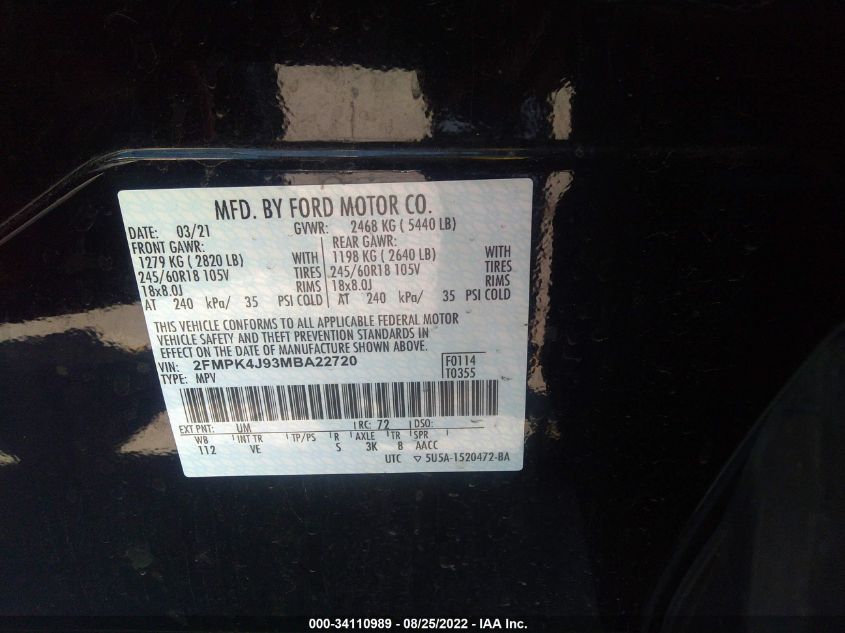 MFD. BY FORD MOTOR CO.
DATE: 03/21 GVWR: 2468 KG ( 5440 LB)
FRONT GAWR: REAR GAWR:
1279 KG ( 2820 LB) WITH 1198 KG ( 2640 LB) WITH
245/60R18 105V TIRES 245/60R18 105V TIRES
18x8.0J RIMS 18x8.0J RIMS
AT 240 kPa/ 35 PSI COLD AT 240 kPa/ 35 PSI COLD
THIS VEHICLE CONFORMS TO ALL APPLICABLE FEDERAL MOTOR
VEHICLE SAFETY AND THEFT PREVENTION STANDARDS IN
EFFECT ON THE DATE OF MANUFACTURE SHOWN ABOVE.
VIN: 2FMPK4J93MBA22720 F0114
TYPE: MPV T0355
EXT PNT: UM RC: 72 DSO:
WB INT TR TP/PS R AXLE TR SPR
112 VE S 3K 8 AACC
UTC ▽ 5U5A-1520472-BA
000-34110989 - 08/25/2022 - IAA Inc.